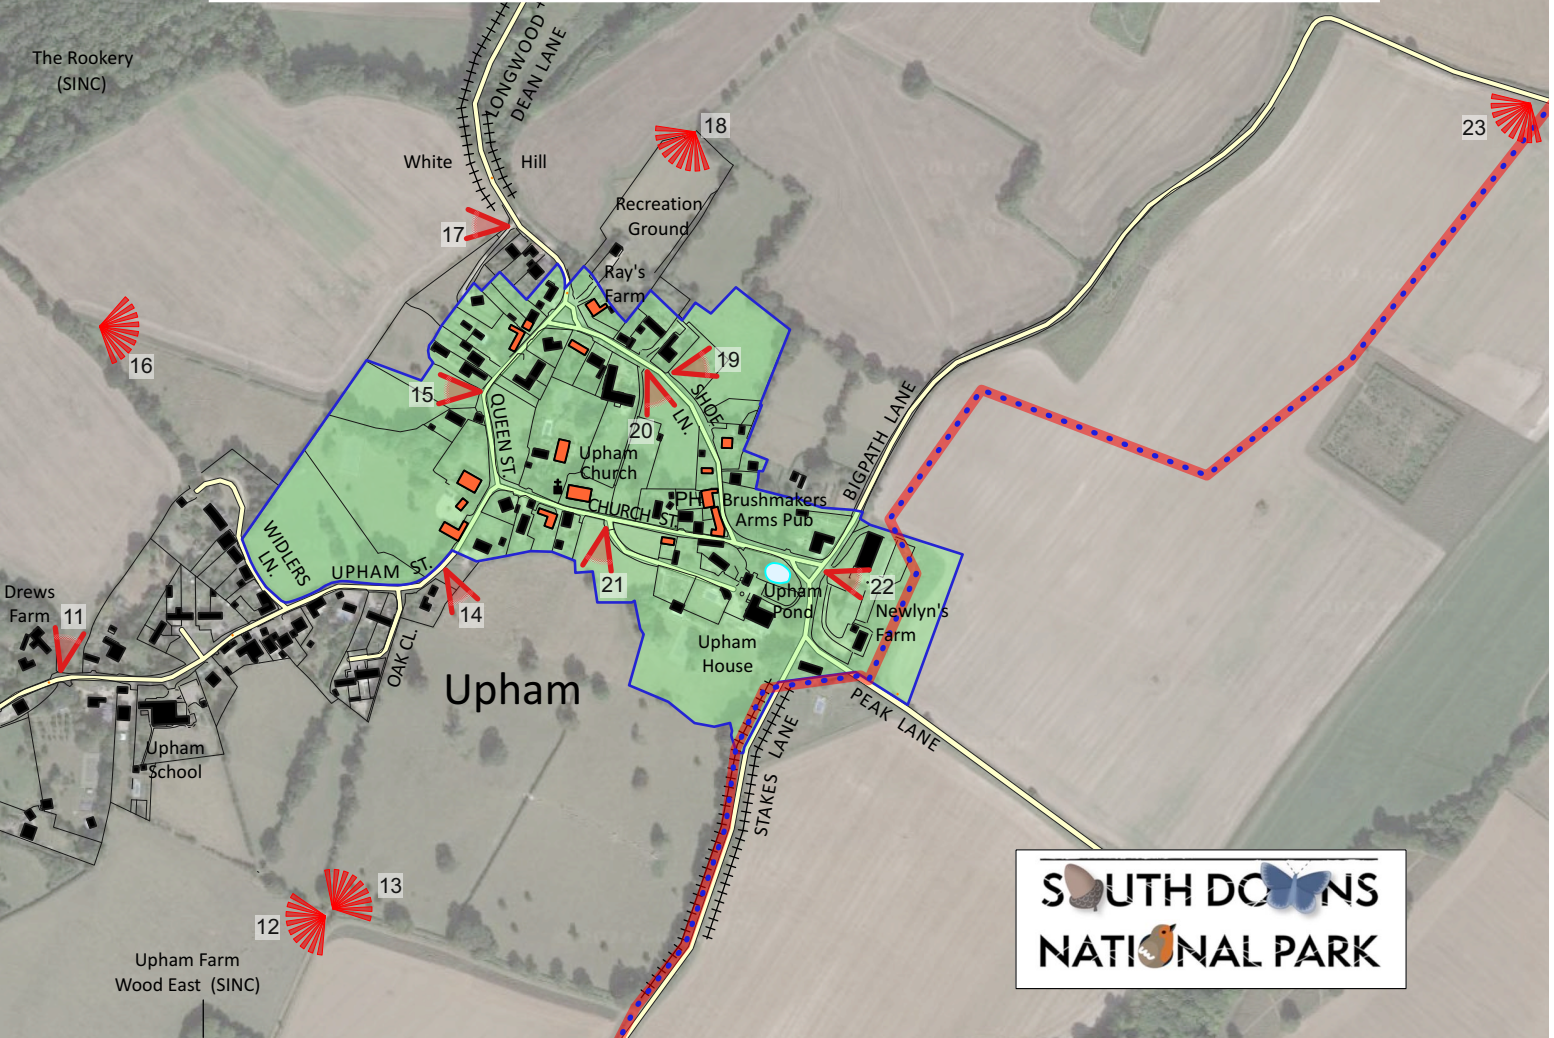 The Rookery
(SINC)
LONGWOOD
DEAN LANE
White Hill
18
23
17
Recreation
Ground
Ray's
Farm
16
15
19
20
SHOE
LN.
QUEEN ST.
Upham
Church
BIGPATH LANE
PH
Brushmakers
Arms Pub
CHURCH ST.
WIDLERS
LN.
UPHAM ST.
21
22
Upham
Pond
Newlyn's
Farm
Drews
Farm
11
14
OAK CL.
Upham
House
Upham
PEAK LANE
STAKES LANE
Upham
School
13
12
Upham Farm
Wood East (SINC)
SOUTH DOWNS
NATIONAL PARK